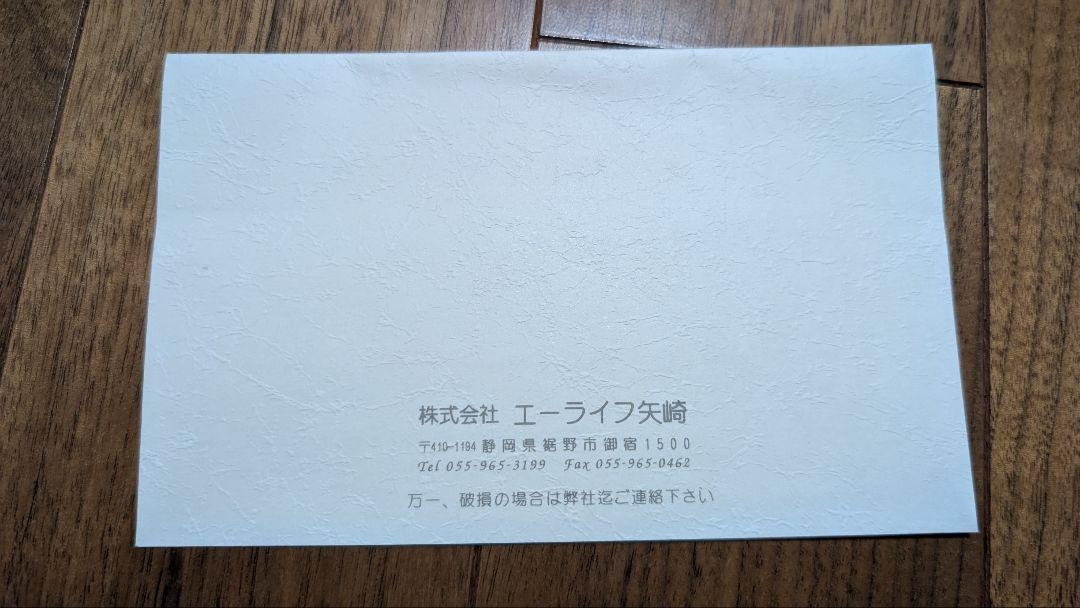 株式会社 エーライフ矢崎
〒410-1194 静岡県裾野市御宿1500
Tel 055-965-3199 Fax 055-965-0462
万一、破損の場合は弊社迄ご連絡下さい